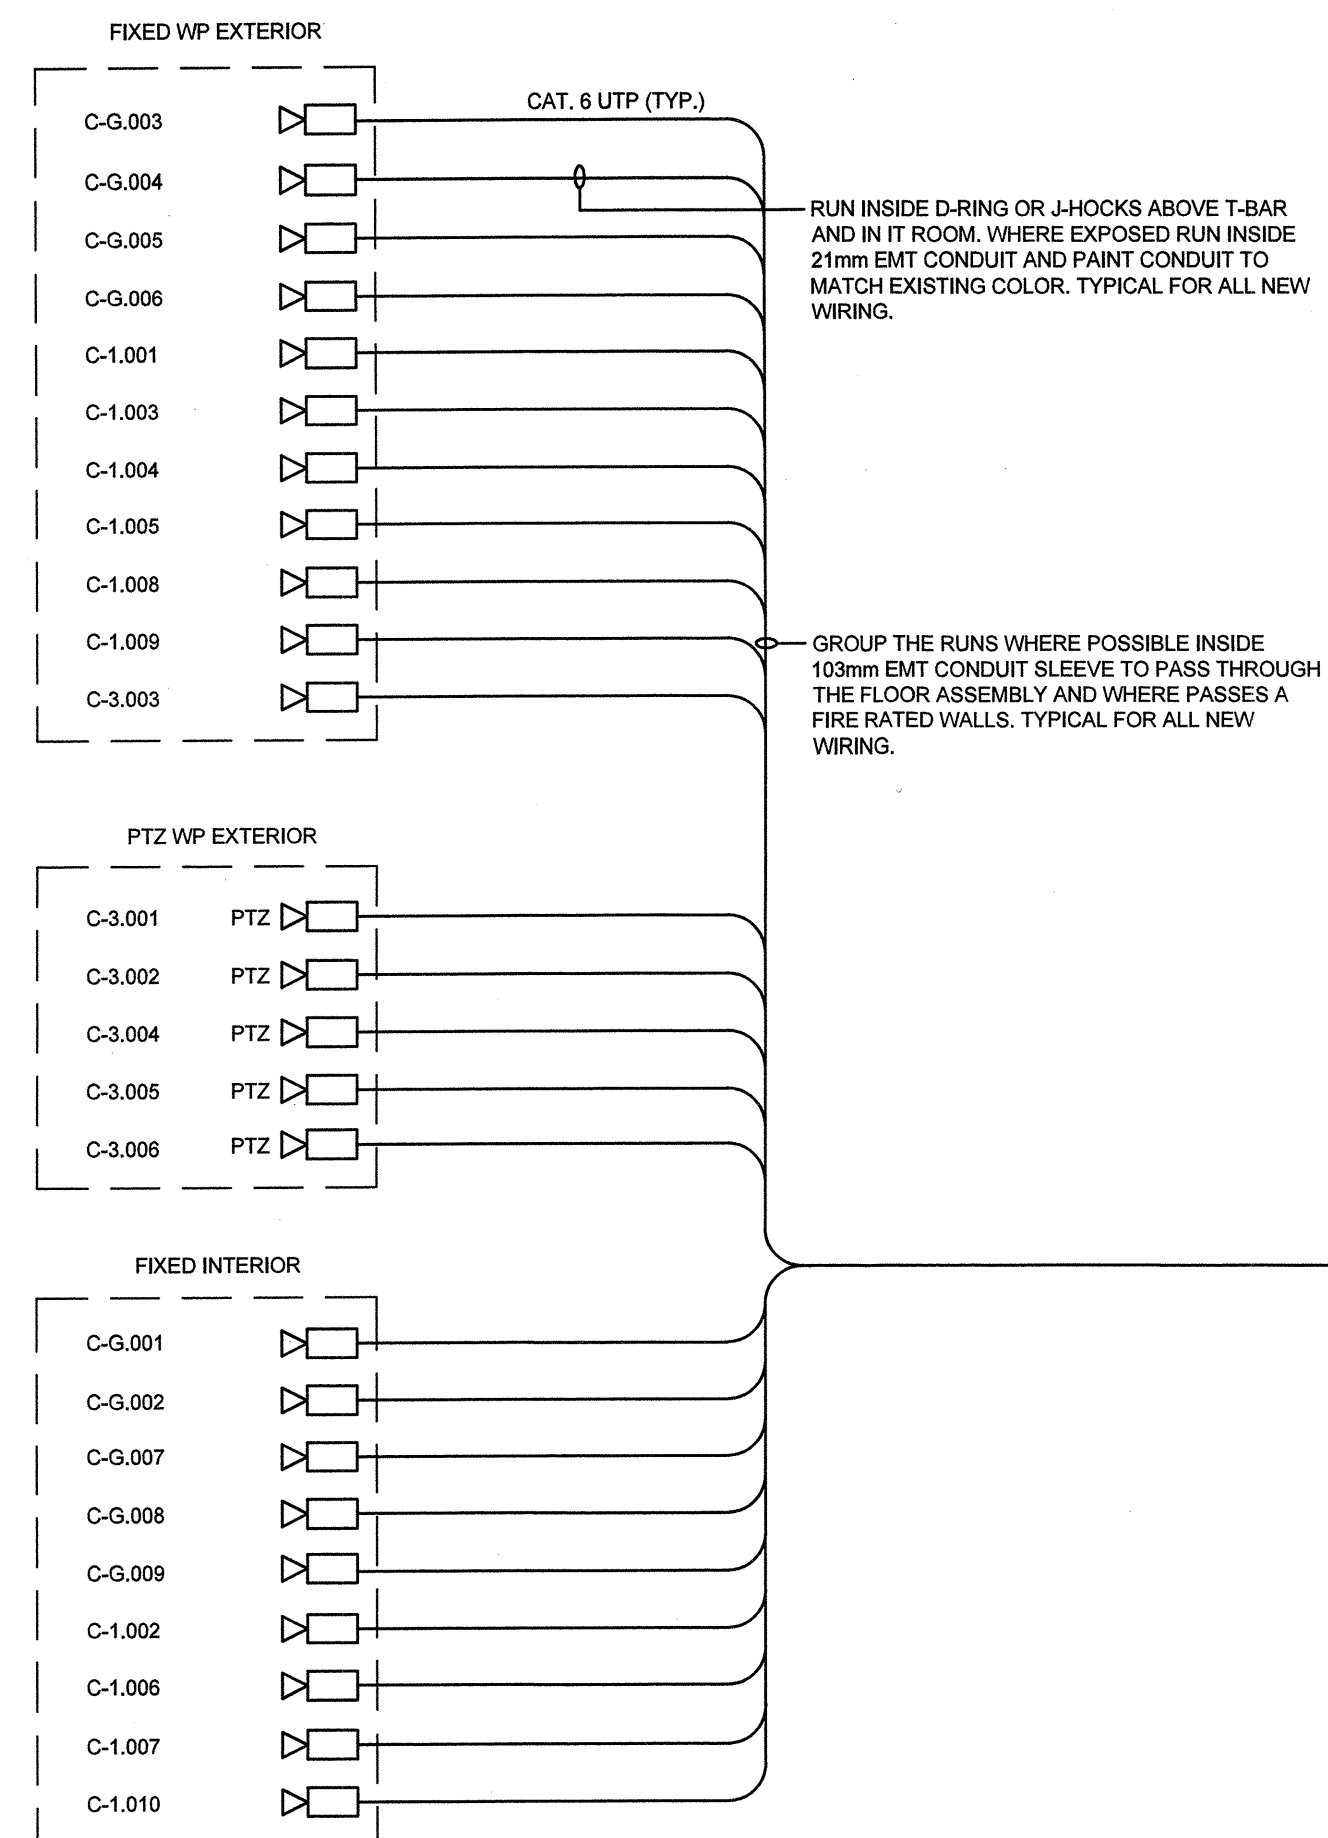 FIXED WP EXTERIOR
C-G.003
CAT. 6 UTP (TYP.)
C-G.004
RUN INSIDE D-RING OR J-HOCKS ABOVE T-BAR
AND IN IT ROOM. WHERE EXPOSED RUN INSIDE
21mm EMT CONDUIT AND PAINT CONDUIT TO
MATCH EXISTING COLOR. TYPICAL FOR ALL NEW
WIRING.
C-G.005
C-G.006
C-1.001
C-1.003
C-1.004
C-1.005
C-1.008
C-1.009
GROUP THE RUNS WHERE POSSIBLE INSIDE
103mm EMT CONDUIT SLEEVE TO PASS THROUGH
THE FLOOR ASSEMBLY AND WHERE PASSES A
FIRE RATED WALLS. TYPICAL FOR ALL NEW
WIRING.
C-3.003
PTZ WP EXTERIOR
C-3.001 PTZ
C-3.002 PTZ
C-3.004 PTZ
C-3.005 PTZ
C-3.006 PTZ
FIXED INTERIOR
C-G.001
C-G.002
C-G.007
C-G.008
C-G.009
C-1.002
C-1.006
C-1.007
C-1.010